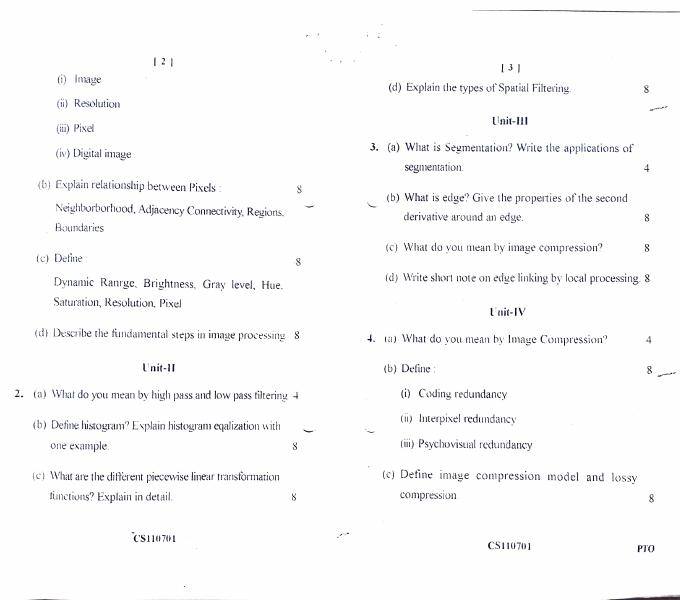 [ 2 ]
(i) Image
(ii) Resolution
(iii) Pixel
(iv) Digital image
(b) Explain relationship between Pixels : 8
Neighborborhood, Adjacency Connectivity, Regions,
Boundaries
(c) Define : 8
Dynamic Ranrge, Brightness, Gray level, Hue,
Saturation, Resolution, Pixel
(d) Describe the fundamental steps in image processing 8
Unit-II
2. (a) What do you mean by high pass and low pass filtering 4
(b) Define histogram? Explain histogram eqalization with
one example. 8
(c) What are the different piecewise linear transformation
functions? Explain in detail. 8
CS110701
[ 3 ]
(d) Explain the types of Spatial Filtering. 8
Unit-III
3. (a) What is Segmentation? Write the applications of
segmentation. 4
(b) What is edge? Give the properties of the second
derivative around an edge. 8
(c) What do you mean by image compression? 8
(d) Write short note on edge linking by local processing. 8
Unit-IV
4. (a) What do you mean by Image Compression? 4
(b) Define : 8
(i) Coding redundancy
(ii) Interpixel redundancy
(iii) Psychovisual redundancy
(c) Define image compression model and lossy
compression 8
CS110701 PTO